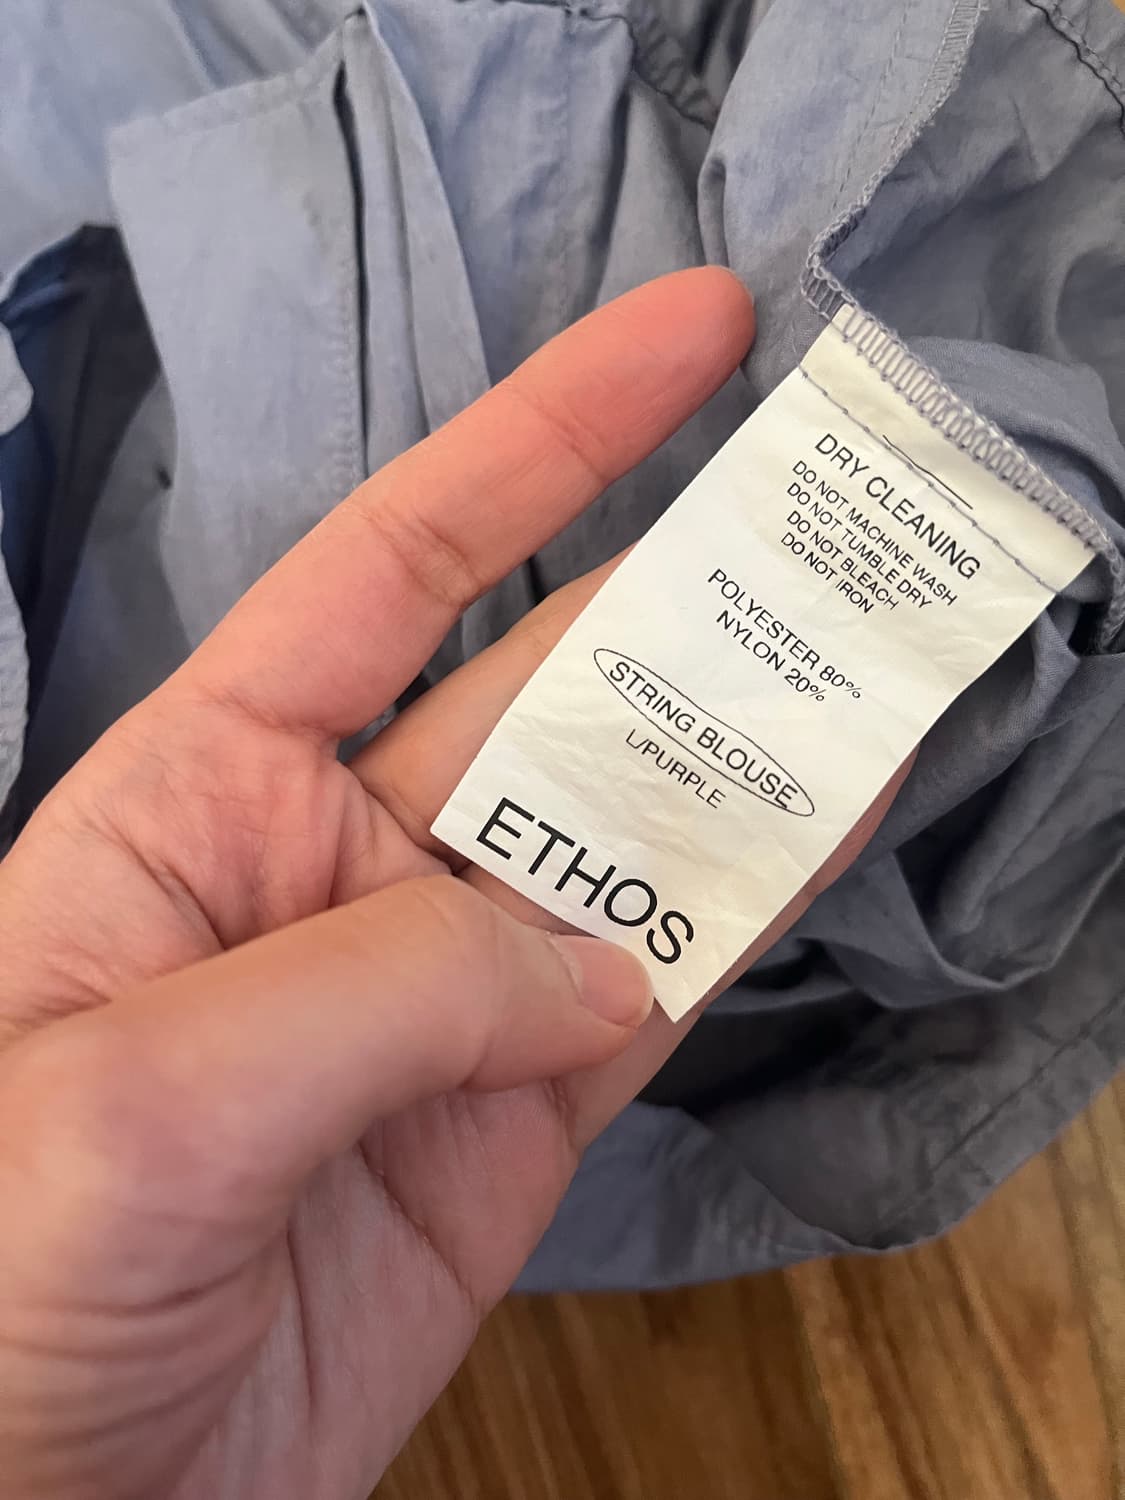 DRY CLEANING
DO NOT MACHINE WASH
DO NOT TUMBLE DRY
DO NOT BLEACH
DO NOT IRON
POLYESTER 80%
NYLON 20%
STRING BLOUSE
L/PURPLE
ETHOS